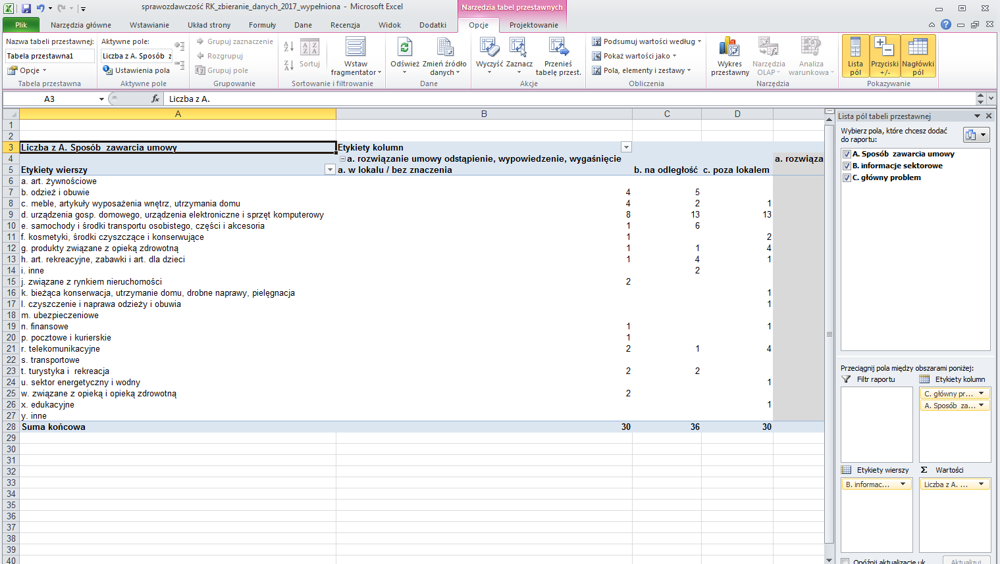 sprawozdawczość RK_zbieranie_danych_2017_wypełniona - Microsoft Excel
Narzędzia tabel przestawnych
Plik Narzędzia główne Wstawianie Układ strony Formuły Dane Recenzja Widok Dodatki Opcje Projektowanie
Nazwa tabeli przestawnej:
Tabela przestawna1
Opcje
Tabela przestawna
Aktywne pole:
Liczba z A. Sposób z
Ustawienia pola
Aktywne pole
Grupuj zaznaczenie
Rozgrupuj
Grupuj pole
Grupowanie
Sortuj
Wstaw fragmentator
Sortowanie i filtrowanie
Odśwież
Zmień źródło danych
Dane
Wyczyść
Zaznacz
Przenieś tabelę przest.
Akcje
Podsumuj wartości według
Pokaż wartości jako
Pola, elementy i zestawy
Obliczenia
Wykres przestawny
Narzędzia OLAP
Analiza warunkowa
Narzędzia
Lista pól
Przyciski +/-
Nagłówki pól
Pokazywanie
A3 fx Liczba z A.
A B C D
1
2
3 Liczba z A. Sposób zawarcia umowy Etykiety kolumn
4 a. rozwiązanie umowy odstąpienie, wypowiedzenie, wygaśnięcie a. rozwiąza
5 Etykiety wierszy a. w lokalu / bez znaczenia b. na odległość c. poza lokalem
6 a. art. żywnościowe
7 b. odzież i obuwie 4 5
8 c. meble, artykuły wyposażenia wnętrz, utrzymania domu 4 2 1
9 d. urządzenia gosp. domowego, urządzenia elektroniczne i sprzęt komputerowy 8 13 13
10 e. samochody i środki transportu osobistego, części i akcesoria 1 6
11 f. kosmetyki, środki czyszczące i konserwujące 1 2
12 g. produkty związane z opieką zdrowotną 1 1 4
13 h. art. rekreacyjne, zabawki i art. dla dzieci 1 4 1
14 i. inne 2
15 j. związane z rynkiem nieruchomości 2
16 k. bieżąca konserwacja, utrzymanie domu, drobne naprawy, pielęgnacja 1
17 l. czyszczenie i naprawa odzieży i obuwia 1
18 m. ubezpieczeniowe
19 n. finansowe 1 1
20 p. pocztowe i kurierskie 1
21 r. telekomunikacyjne 2 1 4
22 s. transportowe
23 t. turystyka i rekreacja 2 2
24 u. sektor energetyczny i wodny 1
25 w. związane z opieką i opieką zdrowotną 2
26 x. edukacyjne 1
27 y. inne
28 Suma końcowa 30 36 30
29
30
31
32
33
34
35
36
37
38
39
40
Lista pól tabeli przestawnej
Wybierz pola, które chcesz dodać
do raportu:
A. Sposób zawarcia umowy
B. informacje sektorowe
C. główny problem
Przeciągnij pola między obszarami poniżej:
Filtr raportu Etykiety kolumn
C. główny pr...
A. Sposób za...
Etykiety wierszy Σ Wartości
B. informac... Liczba z A. ...
Opóźnij aktualizację uk Aktualizuj